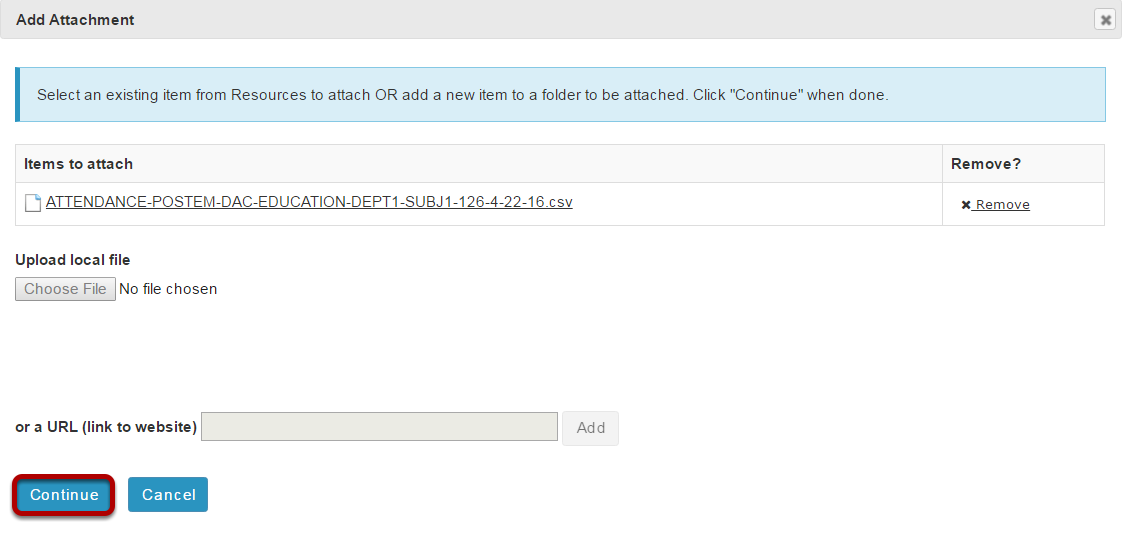 Add Attachment
Select an existing item from Resources to attach OR add a new item to a folder to be attached. Click "Continue" when done.
Items to attach Remove?
ATTENDANCE-POSTEM-DAC-EDUCATION-DEPT1-SUBJ1-126-4-22-16.csv Remove
Upload local file
Choose File No file chosen
or a URL (link to website) Add
Continue Cancel